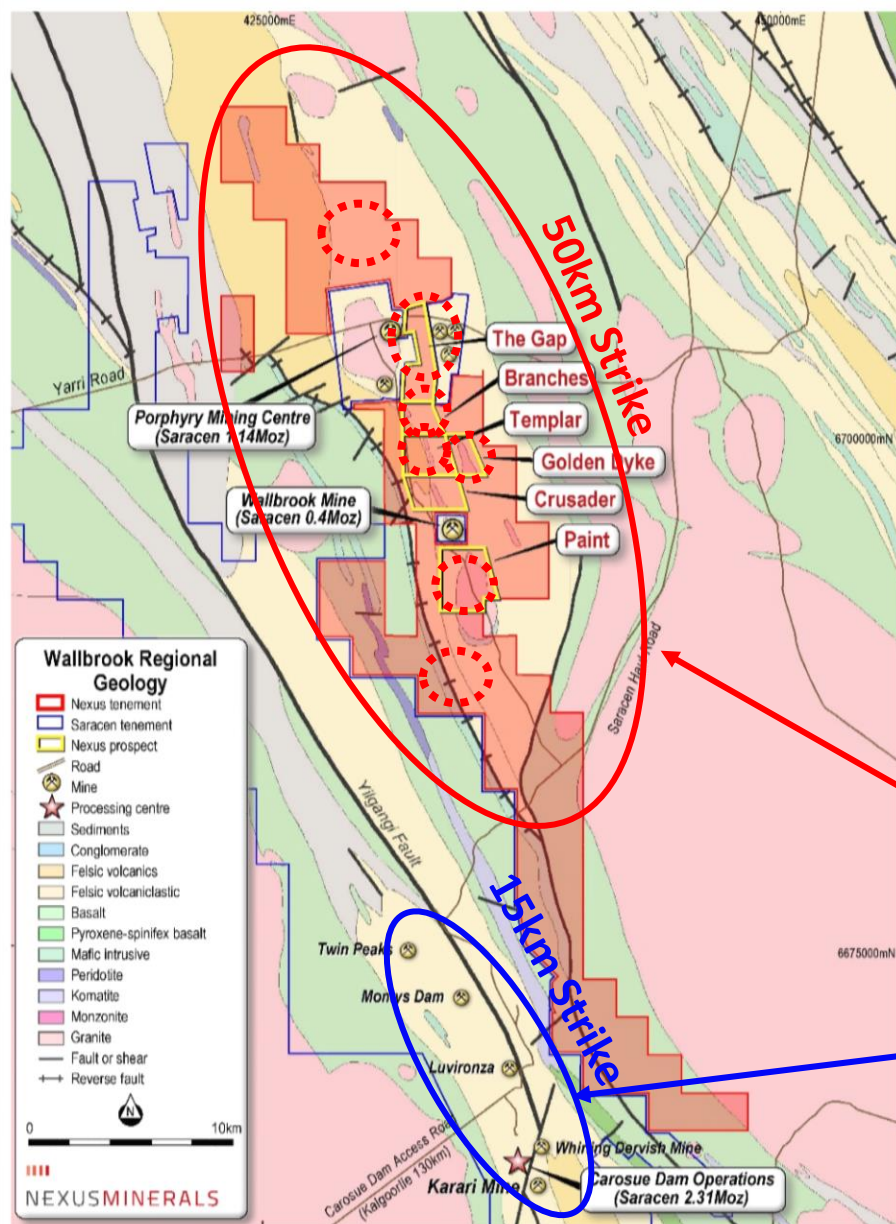 425000mE
450000mE
50km Strike
The Gap
Branches
Templar
Golden Dyke
Crusader
Paint
Yarri Road
Porphyry Mining Centre
(Saracen 1.14Moz)
Wallbrook Mine
(Saracen 0.4Moz)
6700000mN
Saracen Haul Road
Wallbrook Regional
Geology
Nexus tenement
Saracen tenement
Nexus prospect
Road
Mine
Processing centre
Sediments
Conglomerate
Felsic volcanics
Felsic volcaniclastic
Basalt
Pyroxene-spinifex basalt
Mafic Intrusive
Peridotite
Komatite
Monzonite
Granite
Fault or shear
Reverse fault
N
0 10km
NEXUSMINERALS
Yilgangi Fault
15km Strike
6675000mN
Twin Peaks
Montys Dam
Luvironza
Carosue Dam Access Road
(Kalgoorlie 130km)
Whirling Dervish Mine
Karari Mine
Carosue Dam Operations
(Saracen 2.31Moz)